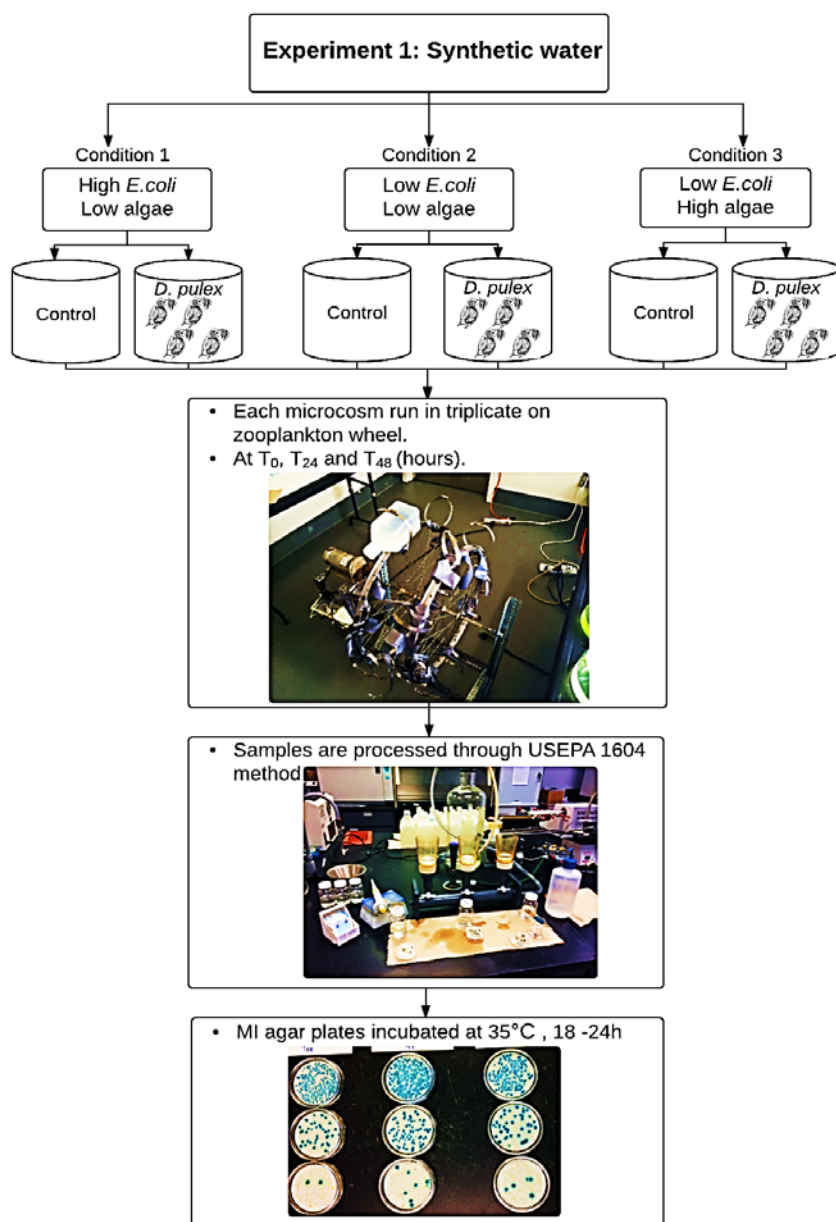 Experiment 1: Synthetic water
Condition 1
Condition 2
Condition 3
High E.coli
Low algae
Low E.coli
Low algae
Low E.coli
High algae
Control
D. pulex
Control
D. pulex
Control
D. pulex
• Each microcosm run in triplicate on
zooplankton wheel.
• At T₀, T₂₄ and T₄₈ (hours).
• Samples are processed through USEPA 1604
method
• MI agar plates incubated at 35°C , 18 -24h